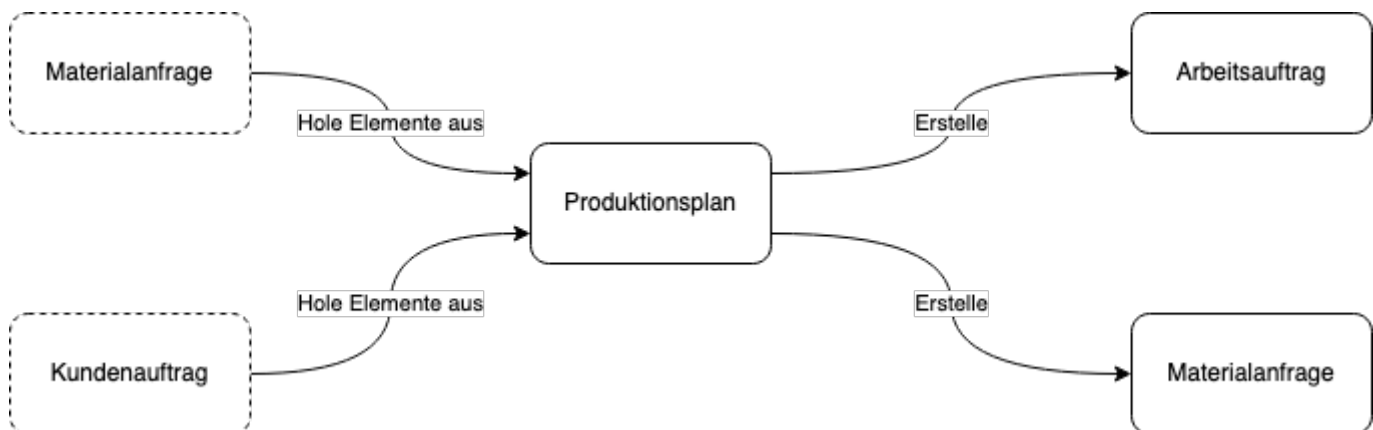 Materialanfrage
Arbeitsauftrag
Hole Elemente aus
Erstelle
Produktionsplan
Hole Elemente aus
Erstelle
Kundenauftrag
Materialanfrage